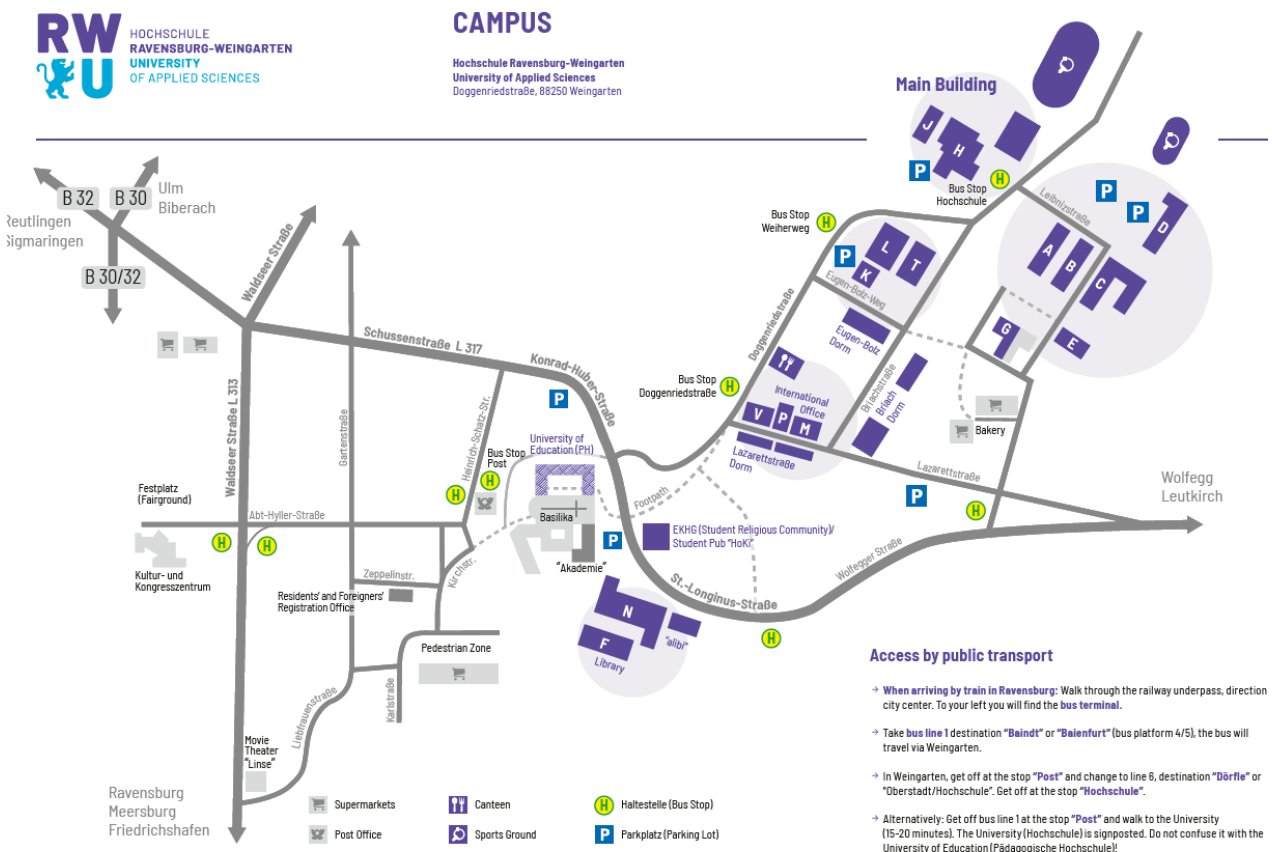 RW
U
HOCHSCHULE
RAVENSBURG-WEINGARTEN
UNIVERSITY
OF APPLIED SCIENCES
CAMPUS
Hochschule Ravensburg-Weingarten
University of Applied Sciences
Doggenriedstraße, 88250 Weingarten
Main Building
J
H
P
Bus Stop
Hochschule
H
Leibnizstraße
P
P
D
A
B
C
G
E
Bus Stop
Weiherweg
H
P
L
T
K
Eugen-Bolz-Weg
Eugen-Bolz
Dorm
Doggenriedstraße
B 32
B 30
Ulm
Biberach
Reutlingen
Sigmaringen
B 30/32
Waldseer Straße
Schussenstraße L 317
Konrad-Huber-Straße
P
Bus Stop
Doggenriedstraße
H
International
Office
V
P
M
Briachstraße
Briach
Dorm
Bakery
Lazarettstraße
Dorm
Lazarettstraße
P
H
Wolfegg
Leutkirch
Waldseer Straße L 313
Gartenstraße
Heinrich-Schatz-Str.
Bus Stop
Post
H
H
University of
Education (PH)
Basilika
"Akademie"
P
Footpath
EKHG (Student Religious Community)/
Student Pub "HoKi"
Festplatz
(Fairground)
Abt-Hyller-Straße
H
H
Kultur- und
Kongresszentrum
Zeppelinstr.
Kirchstr.
Residents' and Foreigners'
Registration Office
St.-Longinus-Straße
Wolfegger Straße
H
N
F
"alibi"
Library
Pedestrian Zone
Karlstraße
Liebfrauenstraße
Movie
Theater
"Linse"
Ravensburg
Meersburg
Friedrichshafen
Supermarkets
Post Office
Canteen
Sports Ground
H
Haltestelle (Bus Stop)
P
Parkplatz (Parking Lot)
Access by public transport
→ When arriving by train in Ravensburg: Walk through the railway underpass, direction
city center. To your left you will find the bus terminal.
→ Take bus line 1 destination "Baindt" or "Baienfurt" (bus platform 4/5), the bus will
travel via Weingarten.
→ In Weingarten, get off at the stop "Post" and change to line 6, destination "Dörfle" or
"Oberstadt/Hochschule". Get off at the stop "Hochschule".
→ Alternatively: Get off bus line 1 at the stop "Post" and walk to the University
(15-20 minutes). The University (Hochschule) is signposted. Do not confuse it with the
University of Education (Pädagogische Hochschule)!